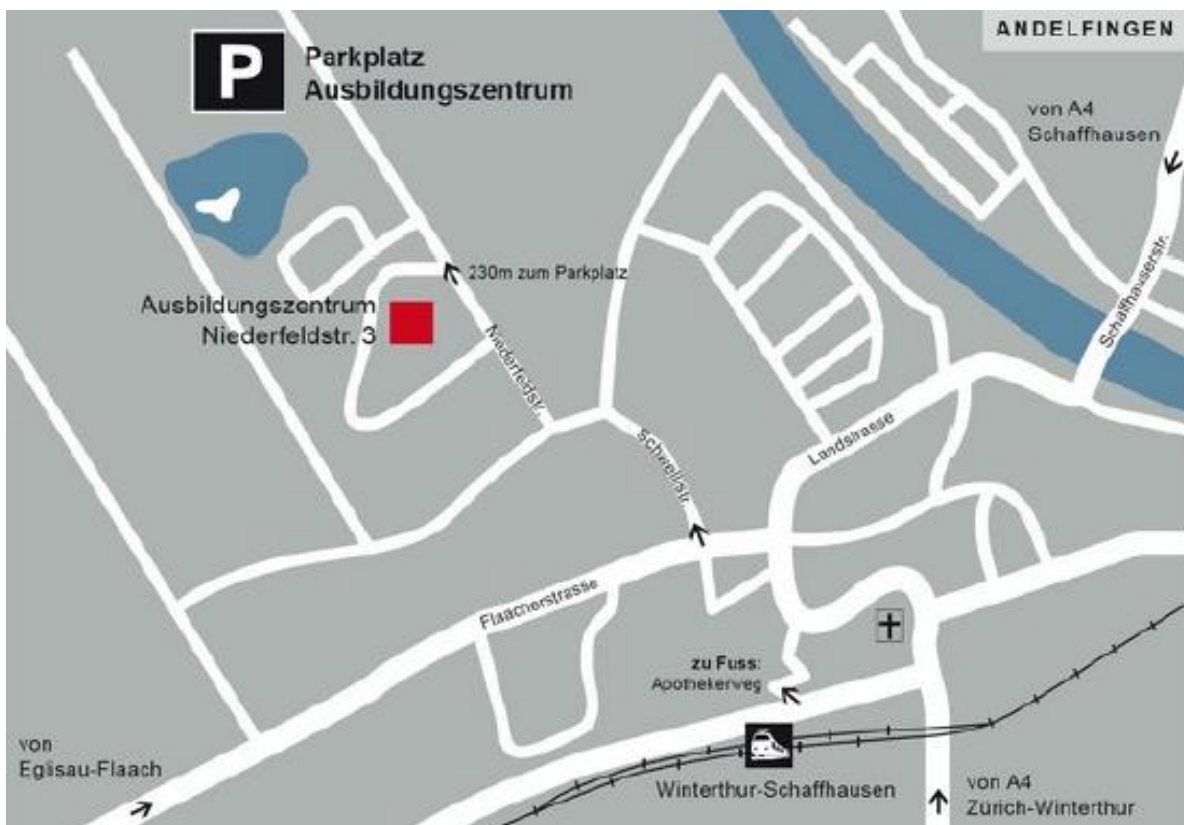 ANDELFINGEN
P
Parkplatz
Ausbildungszentrum
von A4
Schaffhausen
230m zum Parkplatz
Ausbildungszentrum
Niederfeldstr. 3
Niederfeldstr.
Schaffhauserstr.
Landstrasse
Schwellistr.
Flaacherstrasse
zu Fuss:
Apothekerweg
von
Eglisau-Flaach
Winterthur-Schaffhausen
von A4
Zürich-Winterthur